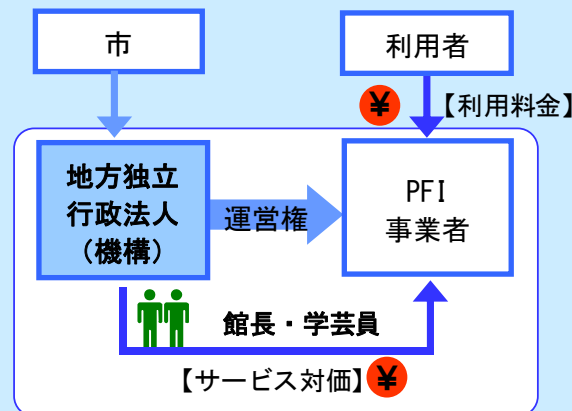 市
利用者
¥
【利用料金】
地方独立
行政法人
(機構)
運営権
PFI
事業者
館長・学芸員
【サービス対価】
¥